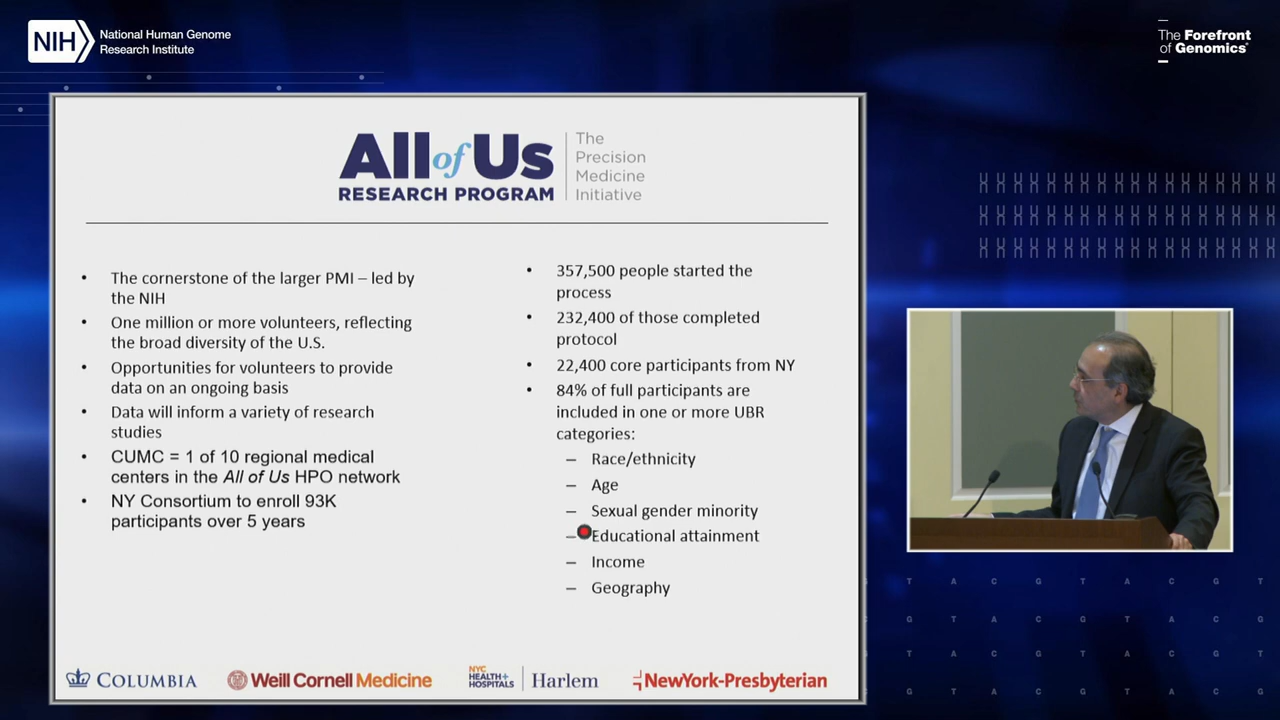 NIH
National Human Genome
Research Institute
The Forefront
of Genomics®
All of Us
RESEARCH PROGRAM
The
Precision
Medicine
Initiative
• The cornerstone of the larger PMI – led by
the NIH
• One million or more volunteers, reflecting
the broad diversity of the U.S.
• Opportunities for volunteers to provide
data on an ongoing basis
• Data will inform a variety of research
studies
• CUMC = 1 of 10 regional medical
centers in the All of Us HPO network
• NY Consortium to enroll 93K
participants over 5 years
• 357,500 people started the
process
• 232,400 of those completed
protocol
• 22,400 core participants from NY
• 84% of full participants are
included in one or more UBR
categories:
– Race/ethnicity
– Age
– Sexual gender minority
– Educational attainment
– Income
– Geography
COLUMBIA
Weill Cornell Medicine
NYC
HEALTH+
HOSPITALS
Harlem
NewYork-Presbyterian
G T A C G T A C G T
G T A C G T A C G T
G T A C G T A C G T
G T A C G T A C G T